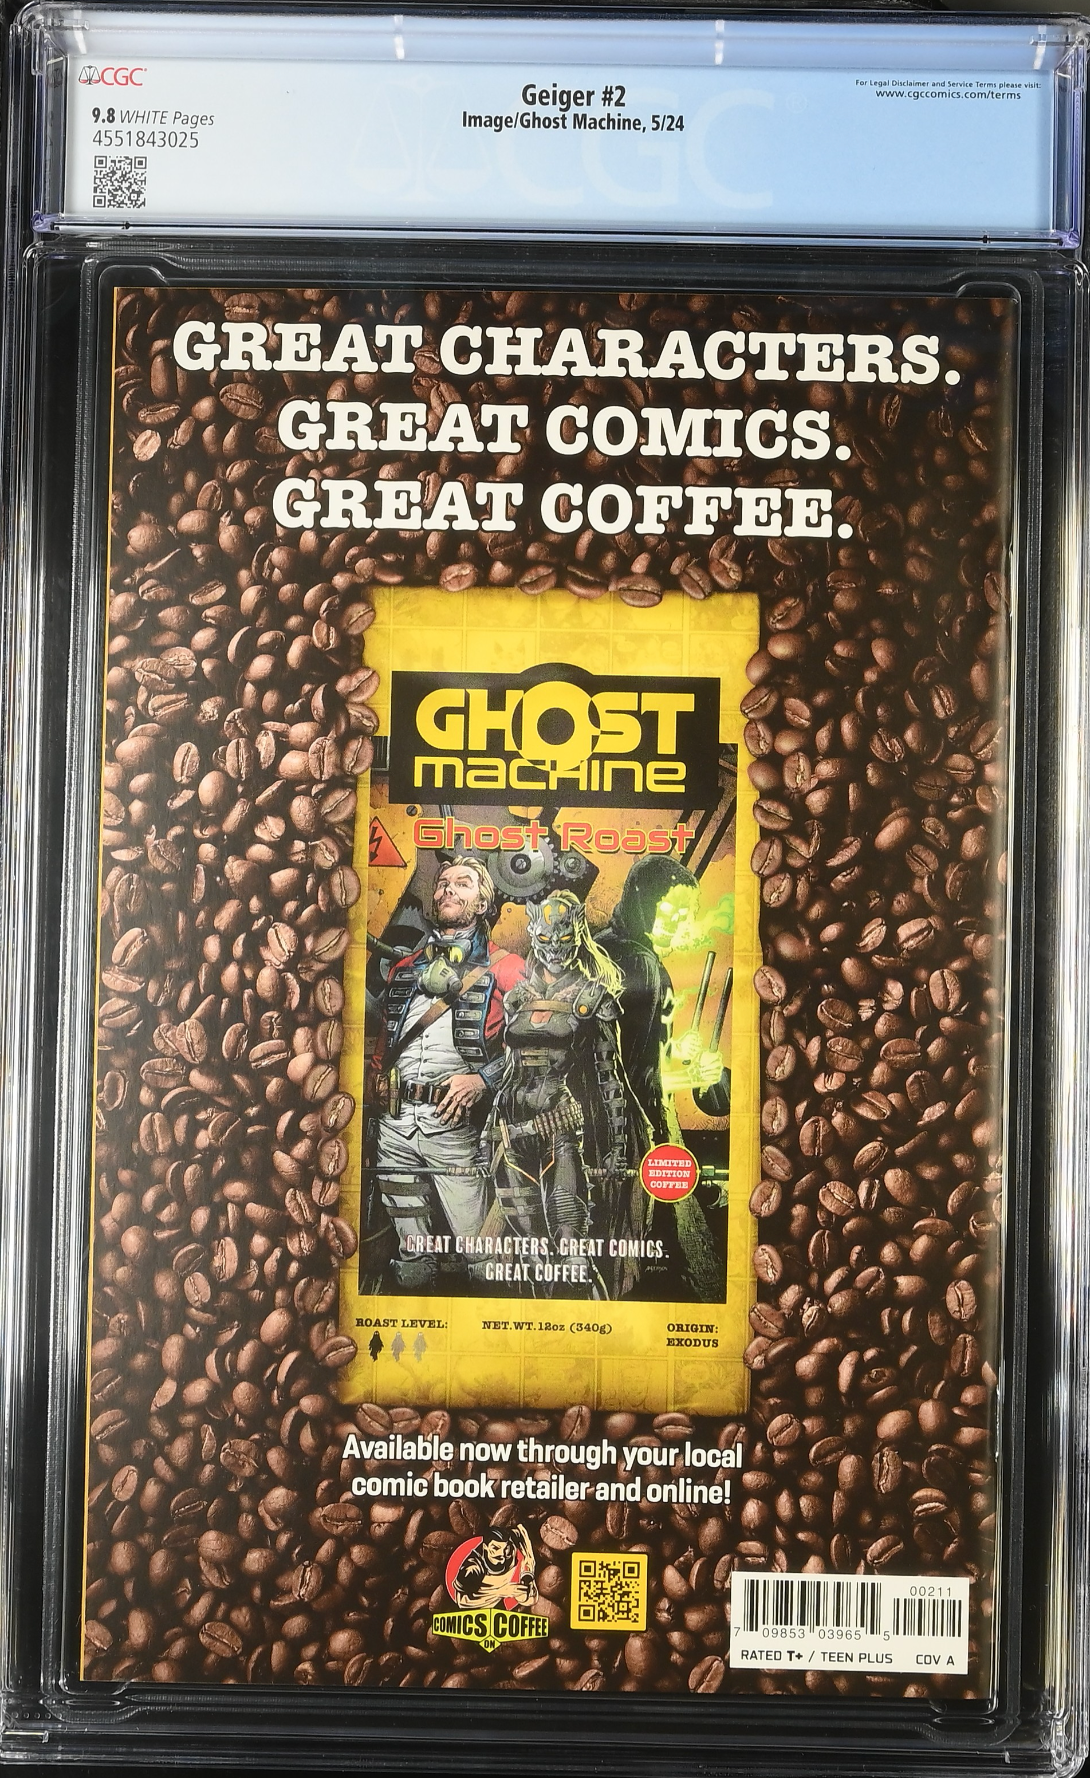 CGC
9.8 WHITE Pages
4551843025
Geiger #2
Image/Ghost Machine, 5/24
For Legal Disclaimer and Service Terms please visit:
www.cgccomics.com/terms
CGC
GREAT CHARACTERS.
GREAT COMICS.
GREAT COFFEE.
GHOST
MACHINE
Ghost Roast
LIMITED
EDITION
COFFEE
GREAT CHARACTERS. GREAT COMICS.
GREAT COFFEE.
ROAST LEVEL:
NET.WT.12oz (340g)
ORIGIN:
EXODUS
Available now through your local
comic book retailer and online!
COMICS ON COFFEE
00211
7 09853 03965 5
RATED T+ / TEEN PLUS COV A